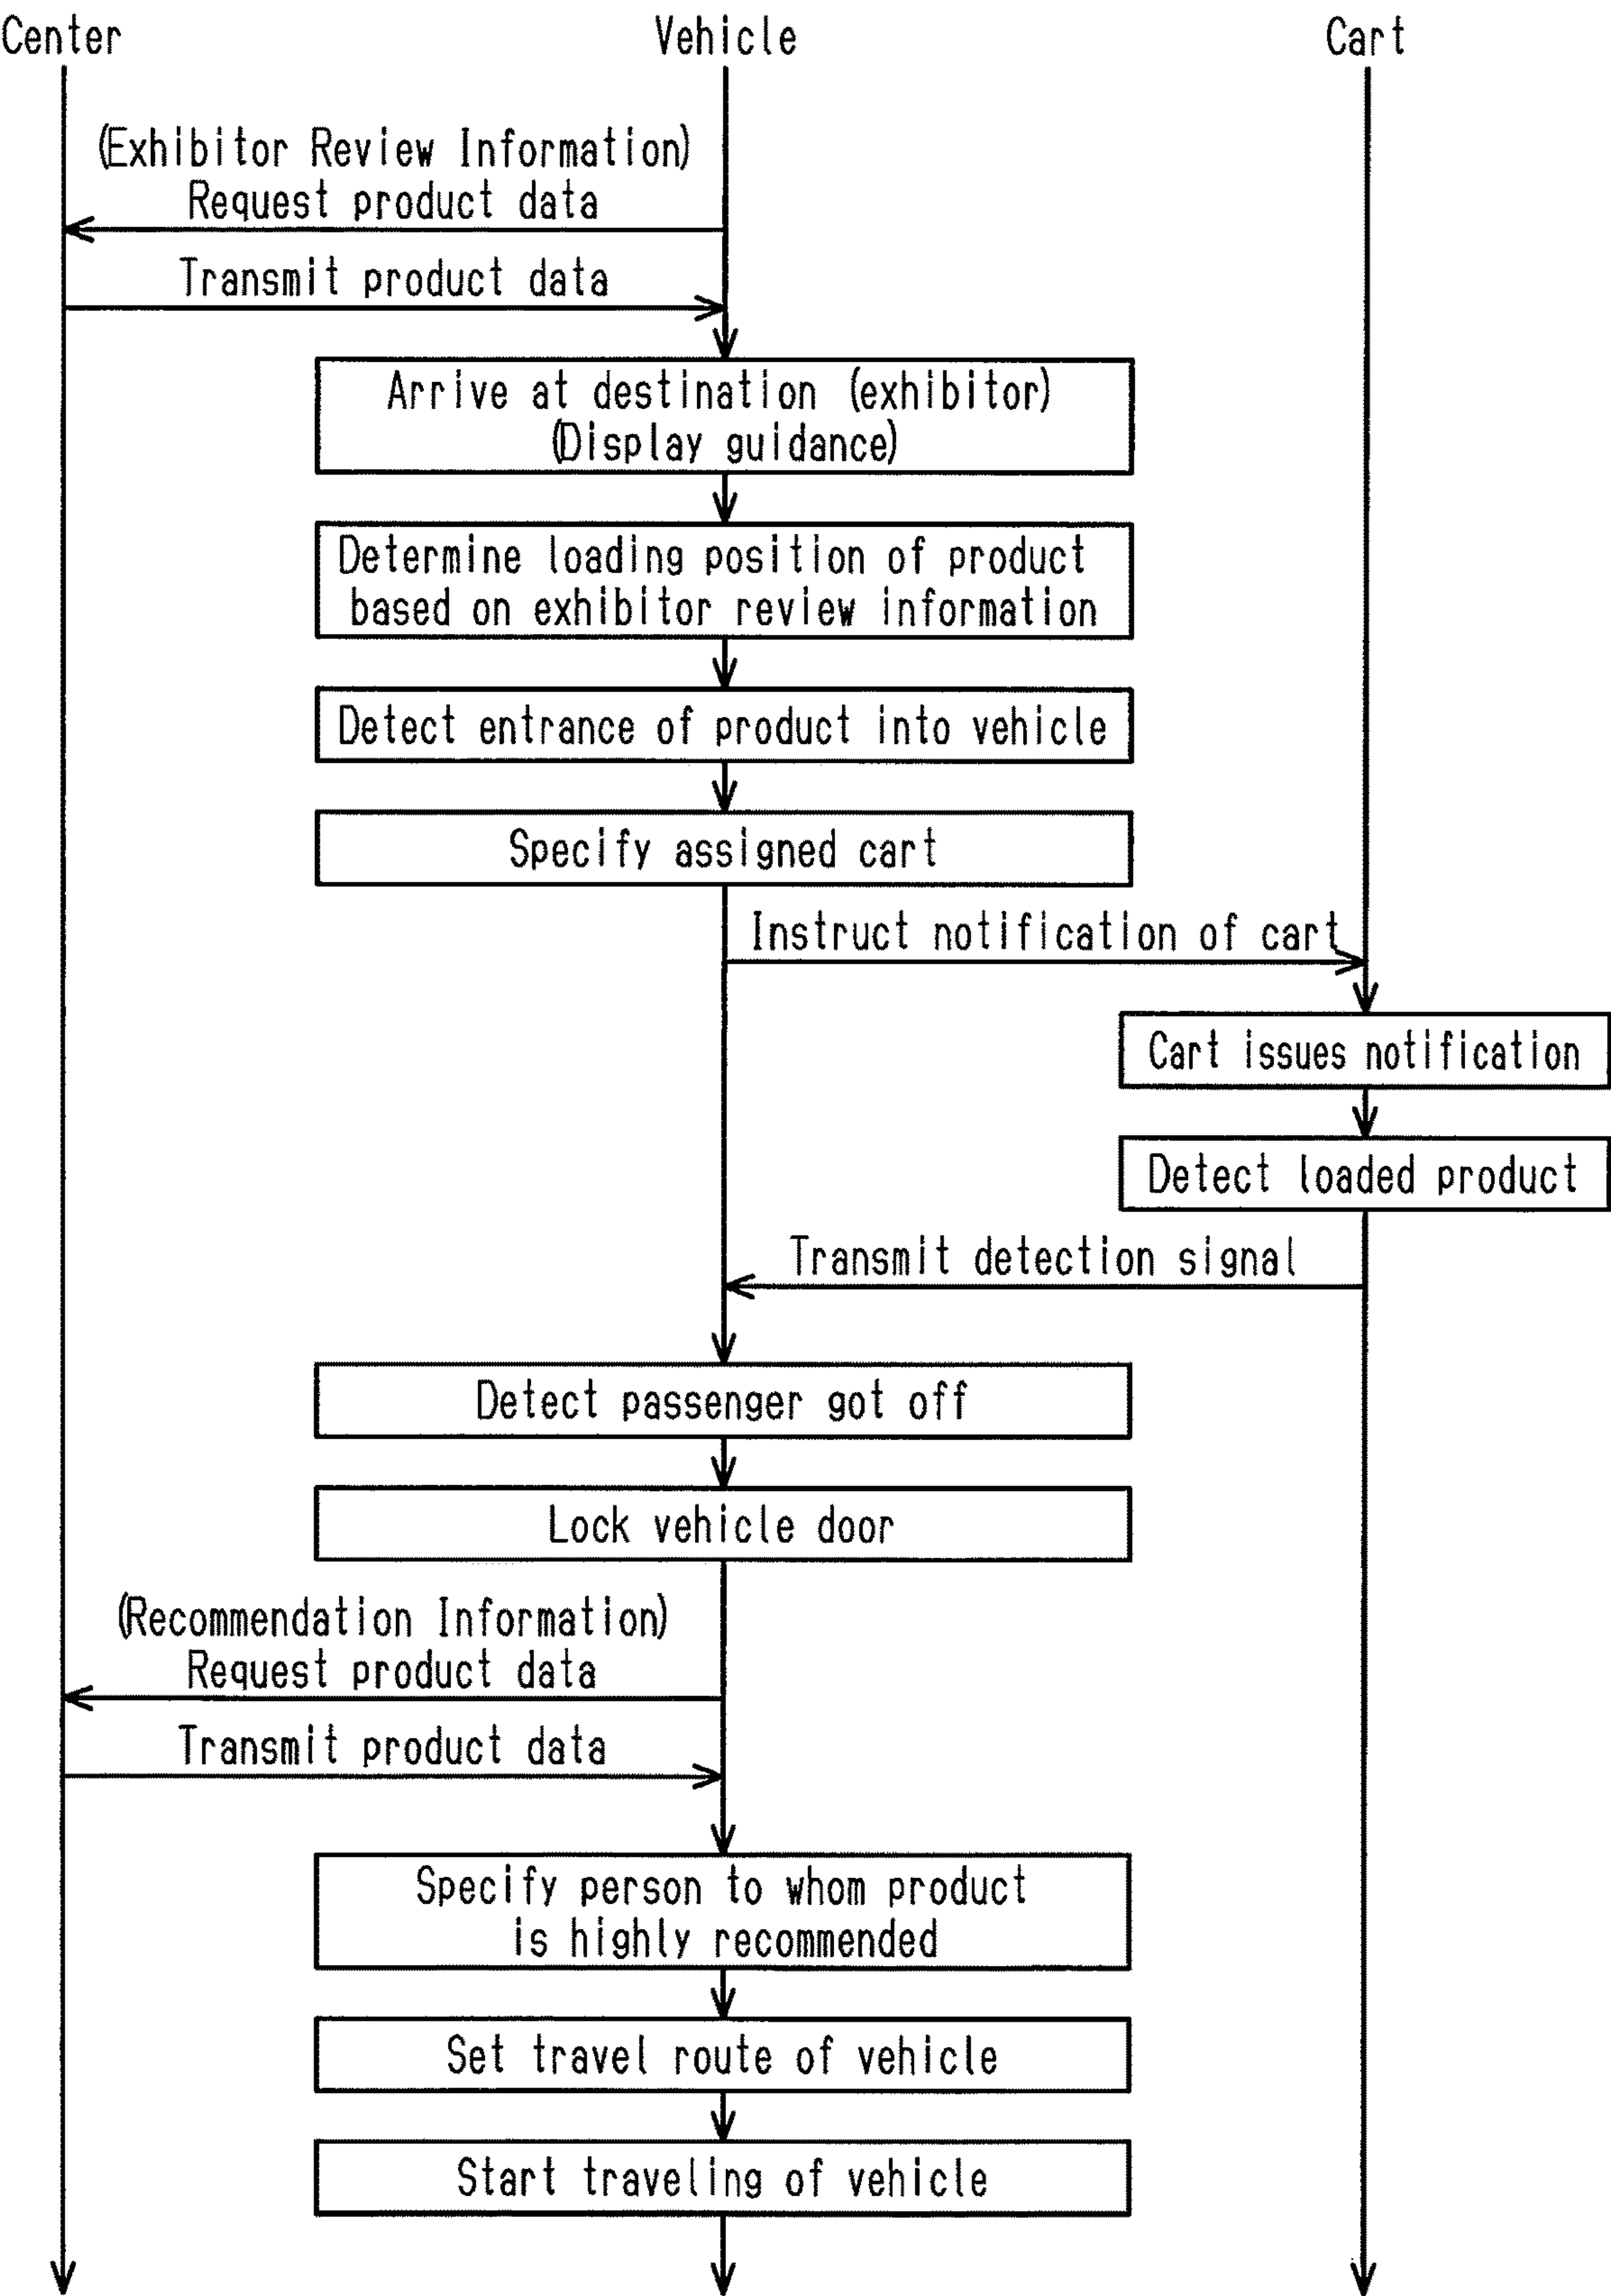 Center
Vehicle
Cart
(Exhibitor Review Information)
Request product data
Transmit product data
Arrive at destination (exhibitor)
(Display guidance)
Determine loading position of product
based on exhibitor review information
Detect entrance of product into vehicle
Specify assigned cart
Instruct notification of cart
Cart issues notification
Detect loaded product
Transmit detection signal
Detect passenger got off
Lock vehicle door
(Recommendation Information)
Request product data
Transmit product data
Specify person to whom product
is highly recommended
Set travel route of vehicle
Start traveling of vehicle